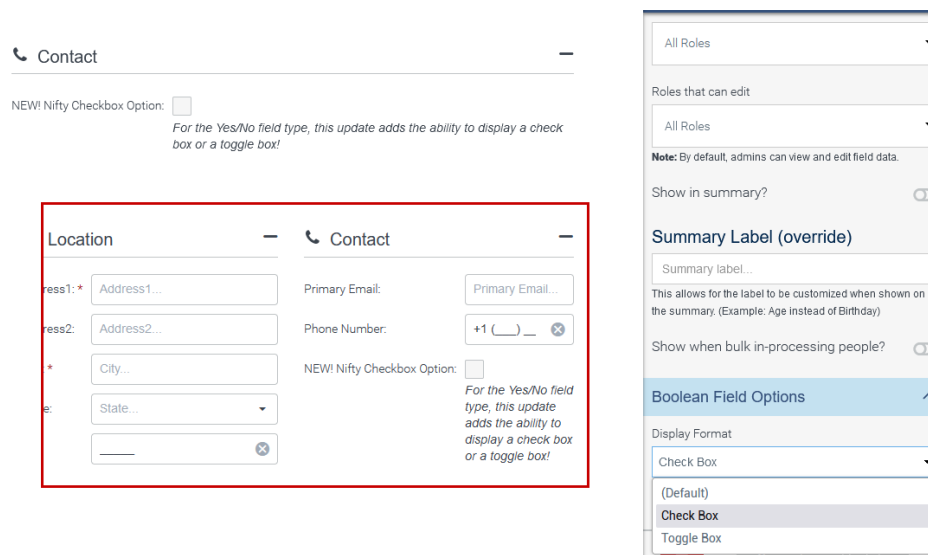 Contact
NEW! Nifty Checkbox Option:
For the Yes/No field type, this update adds the ability to display a check
box or a toggle box!
Location
ress1: *
Address1...
ress2:
Address2...
*
City...
e:
State...
______
Contact
Primary Email:
Primary Email...
Phone Number:
+1 (___) __
NEW! Nifty Checkbox Option:
For the Yes/No field
type, this update
adds the ability to
display a check box
or a toggle box!
All Roles
Roles that can edit
All Roles
Note: By default, admins can view and edit field data.
Show in summary?
Summary Label (override)
Summary label...
This allows for the label to be customized when shown on
the summary. (Example: Age instead of Birthday)
Show when bulk in-processing people?
Boolean Field Options
Display Format
Check Box
(Default)
Check Box
Toggle Box